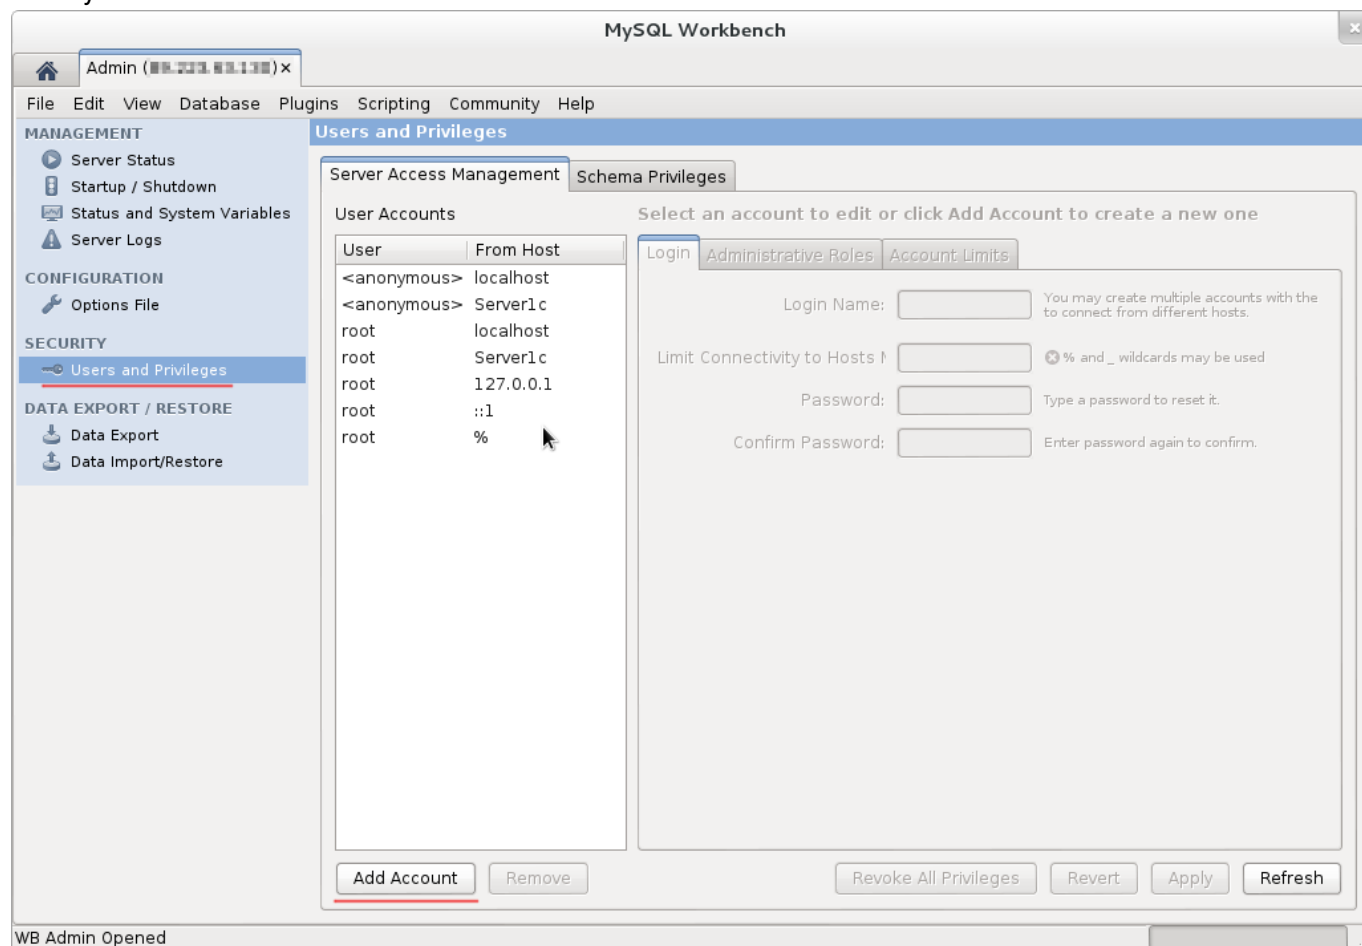 MySQL Workbench
Admin ( ) ×
File Edit View Database Plugins Scripting Community Help
MANAGEMENT
Server Status
Startup / Shutdown
Status and System Variables
Server Logs
CONFIGURATION
Options File
SECURITY
Users and Privileges
DATA EXPORT / RESTORE
Data Export
Data Import/Restore
Users and Privileges
Server Access Management Schema Privileges
User Accounts
User From Host
<anonymous> localhost
<anonymous> Server1c
root localhost
root Server1c
root 127.0.0.1
root ::1
root %
Add Account Remove
Select an account to edit or click Add Account to create a new one
Login Administrative Roles Account Limits
Login Name:
You may create multiple accounts with the
to connect from different hosts.
Limit Connectivity to Hosts
% and _ wildcards may be used
Password:
Type a password to reset it.
Confirm Password:
Enter password again to confirm.
Revoke All Privileges Revert Apply Refresh
WB Admin Opened